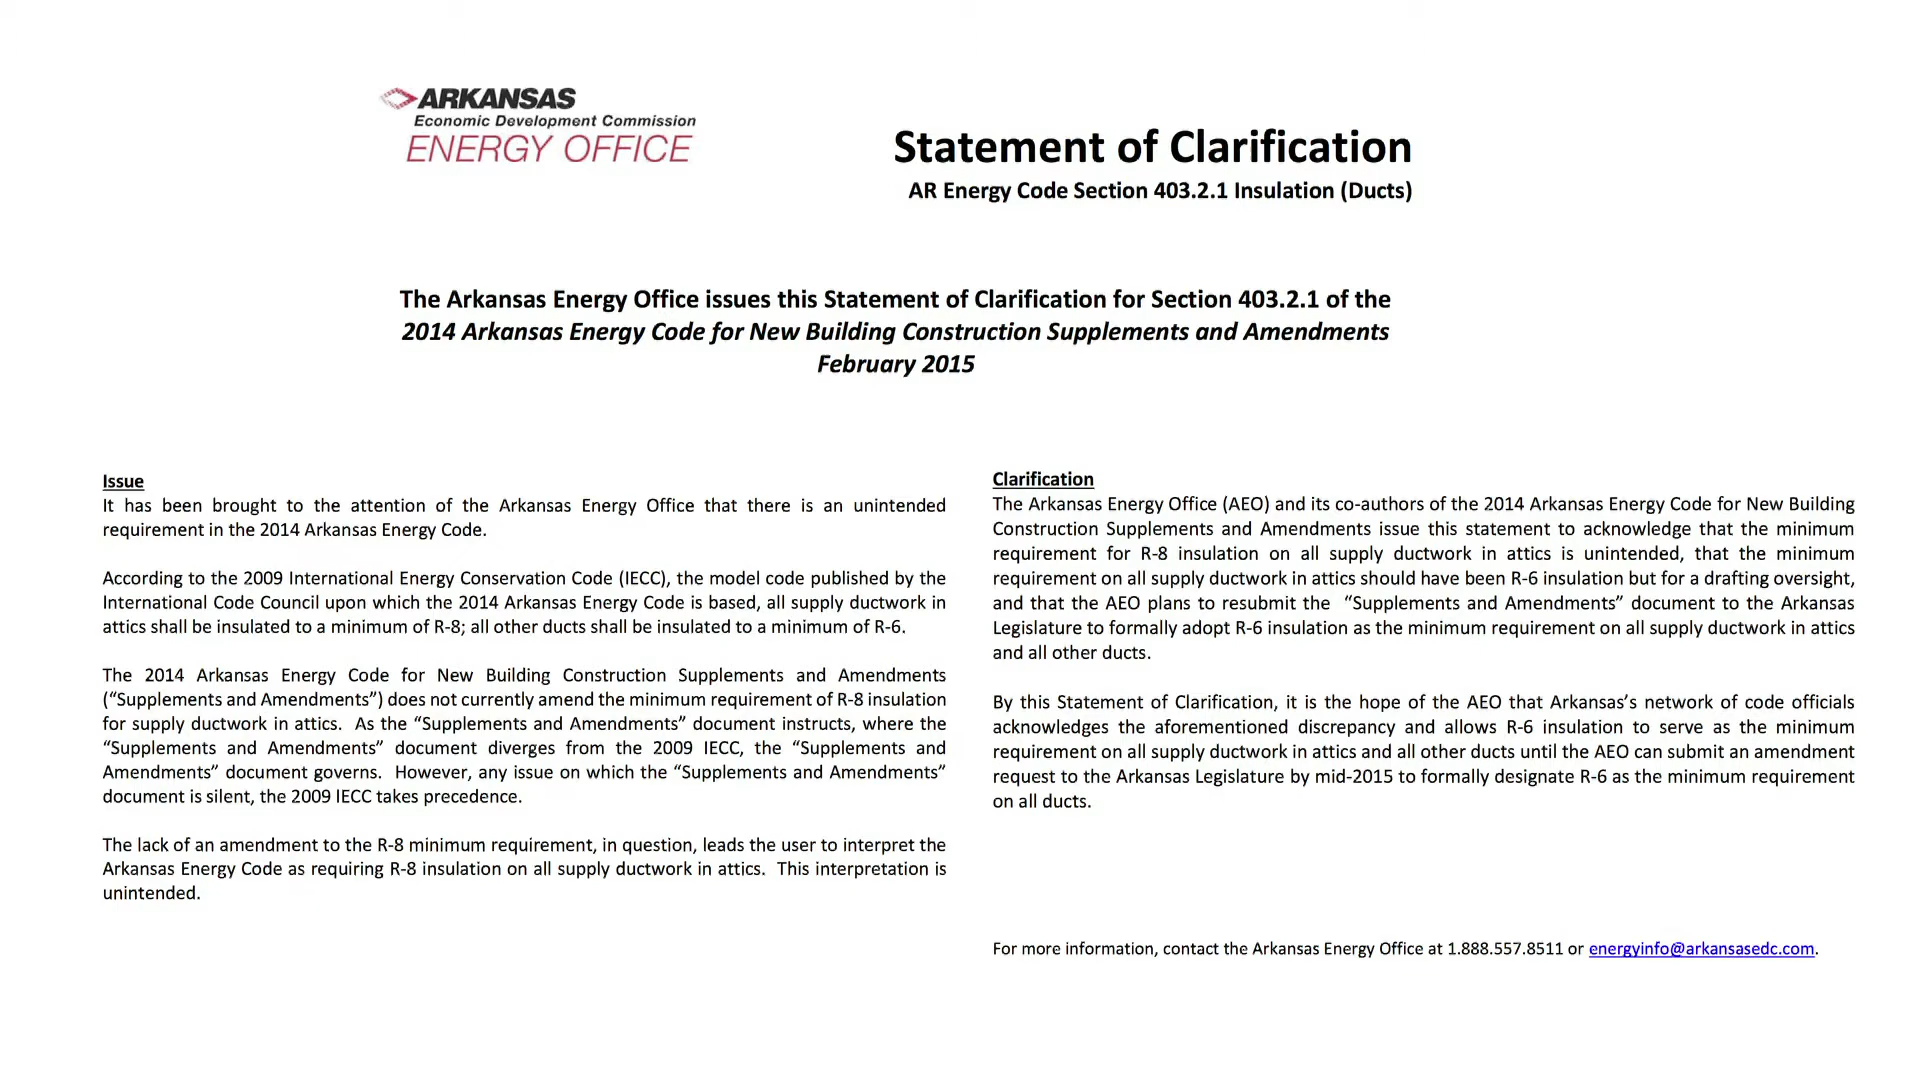 ARKANSAS
Economic Development Commission
ENERGY OFFICE
Statement of Clarification
AR Energy Code Section 403.2.1 Insulation (Ducts)
The Arkansas Energy Office issues this Statement of Clarification for Section 403.2.1 of the
2014 Arkansas Energy Code for New Building Construction Supplements and Amendments
February 2015
Issue
It has been brought to the attention of the Arkansas Energy Office that there is an unintended
requirement in the 2014 Arkansas Energy Code.
According to the 2009 International Energy Conservation Code (IECC), the model code published by the
International Code Council upon which the 2014 Arkansas Energy Code is based, all supply ductwork in
attics shall be insulated to a minimum of R-8; all other ducts shall be insulated to a minimum of R-6.
The 2014 Arkansas Energy Code for New Building Construction Supplements and Amendments
(“Supplements and Amendments”) does not currently amend the minimum requirement of R-8 insulation
for supply ductwork in attics. As the “Supplements and Amendments” document instructs, where the
“Supplements and Amendments” document diverges from the 2009 IECC, the “Supplements and
Amendments” document governs. However, any issue on which the “Supplements and Amendments”
document is silent, the 2009 IECC takes precedence.
The lack of an amendment to the R-8 minimum requirement, in question, leads the user to interpret the
Arkansas Energy Code as requiring R-8 insulation on all supply ductwork in attics. This interpretation is
unintended.
Clarification
The Arkansas Energy Office (AEO) and its co-authors of the 2014 Arkansas Energy Code for New Building
Construction Supplements and Amendments issue this statement to acknowledge that the minimum
requirement for R-8 insulation on all supply ductwork in attics is unintended, that the minimum
requirement on all supply ductwork in attics should have been R-6 insulation but for a drafting oversight,
and that the AEO plans to resubmit the “Supplements and Amendments” document to the Arkansas
Legislature to formally adopt R-6 insulation as the minimum requirement on all supply ductwork in attics
and all other ducts.
By this Statement of Clarification, it is the hope of the AEO that Arkansas’s network of code officials
acknowledges the aforementioned discrepancy and allows R-6 insulation to serve as the minimum
requirement on all supply ductwork in attics and all other ducts until the AEO can submit an amendment
request to the Arkansas Legislature by mid-2015 to formally designate R-6 as the minimum requirement
on all ducts.
For more information, contact the Arkansas Energy Office at 1.888.557.8511 or energyinfo@arkansasedc.com.